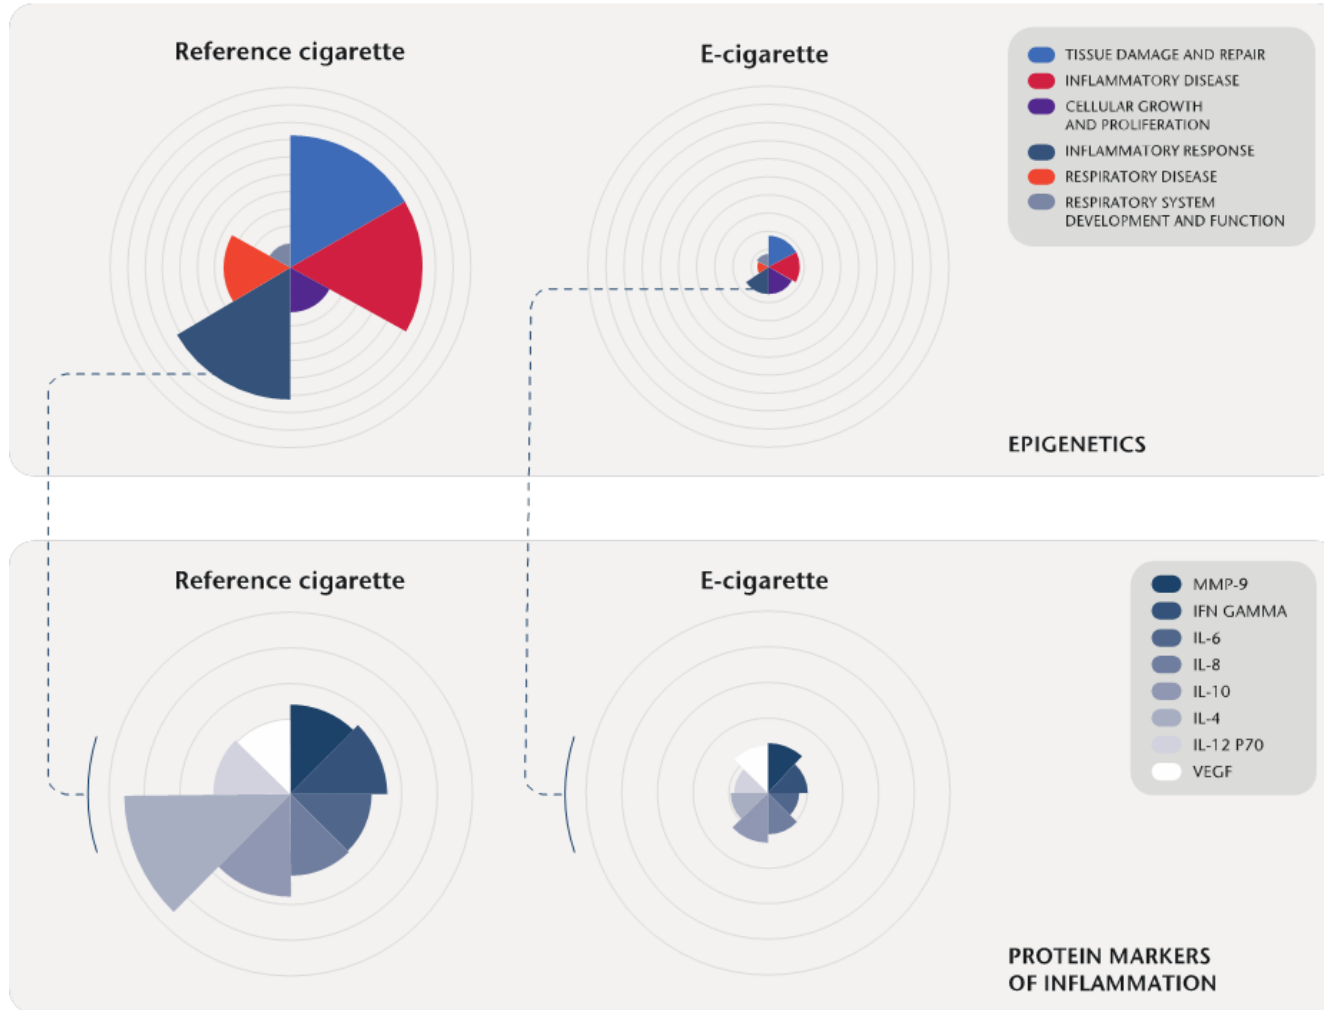 Reference cigarette
E-cigarette
TISSUE DAMAGE AND REPAIR
INFLAMMATORY DISEASE
CELLULAR GROWTH
AND PROLIFERATION
INFLAMMATORY RESPONSE
RESPIRATORY DISEASE
RESPIRATORY SYSTEM
DEVELOPMENT AND FUNCTION
EPIGENETICS
Reference cigarette
E-cigarette
MMP-9
IFN GAMMA
IL-6
IL-8
IL-10
IL-4
IL-12 P70
VEGF
PROTEIN MARKERS
OF INFLAMMATION